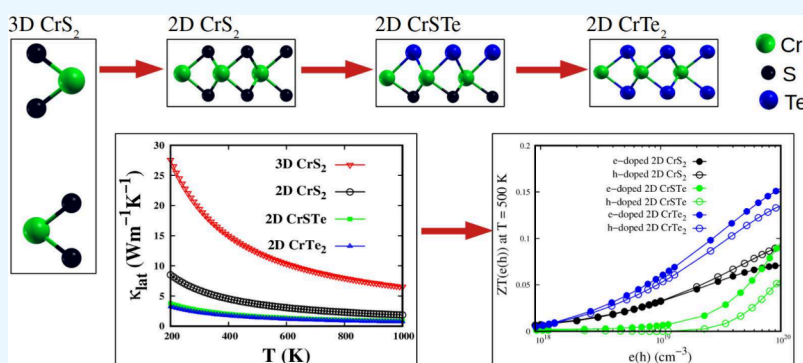 3D CrS2
2D CrS2
2D CrSTe
2D CrTe2
Cr
S
Te
κlat (Wm−1K−1)
30
25
20
15
10
5
0
3D CrS2
2D CrS2
2D CrSTe
2D CrTe2
200
400
600
800
1000
T (K)
ZT(e(h)) at T = 500 K
0.2
0.15
0.1
0.05
0
e−doped 2D CrS2
h−doped 2D CrS2
e−doped 2D CrSTe
h−doped 2D CrSTe
e−doped 2D CrTe2
h−doped 2D CrTe2
10^18
10^19
10^20
e(h) (cm−3)